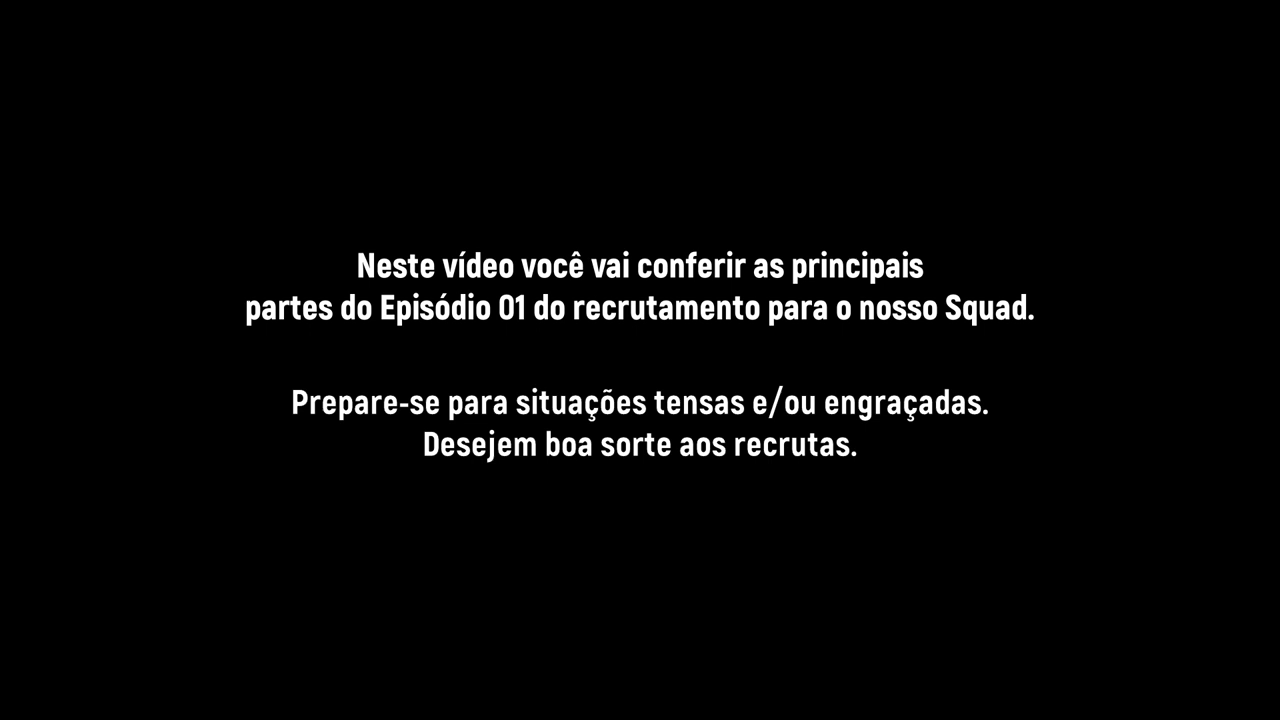 Neste vídeo você vai conferir as principais
partes do Episódio 01 do recrutamento para o nosso Squad.
Prepare-se para situações tensas e/ou engraçadas.
Desejem boa sorte aos recrutas.